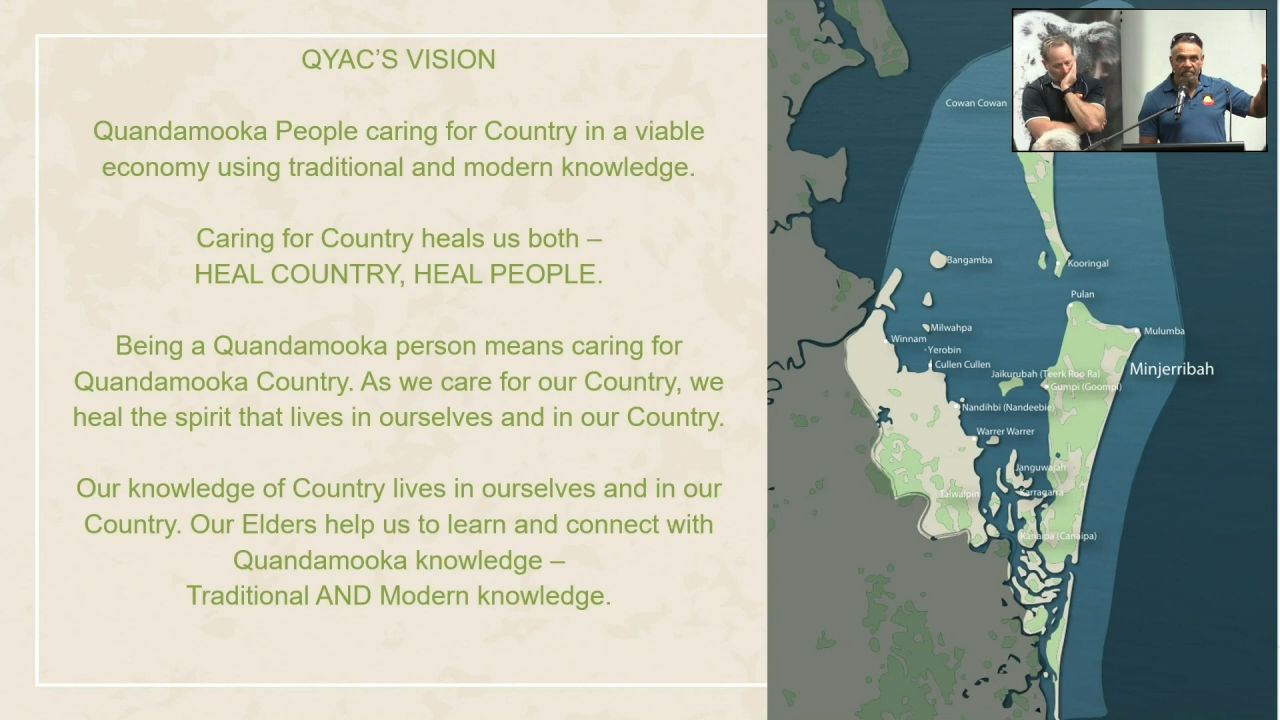 QYAC'S VISION
Quandamooka People caring for Country in a viable
economy using traditional and modern knowledge.
Caring for Country heals us both –
HEAL COUNTRY, HEAL PEOPLE.
Being a Quandamooka person means caring for
Quandamooka Country. As we care for our Country, we
heal the spirit that lives in ourselves and in our Country.
Our knowledge of Country lives in ourselves and in our
Country. Our Elders help us to learn and connect with
Quandamooka knowledge –
Traditional AND Modern knowledge.
Cowan Cowan
Bangamba
Kooringal
Pulan
Milwahpa
Mulumba
Winnam
Yerobin
Cullen Cullen
Minjerribah
Jaikurubah (Teerk Roo Ra)
Gumpi (Goompi)
Nandihbi (Nandeebie)
Warrer Warrer
Janguwajah
Talwalpin
Karragarra
Kanaipa (Canaipa)